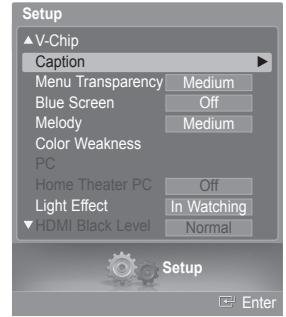 Setup
▲ V-Chip
Caption ►
Menu Transparency Medium
Blue Screen Off
Melody Medium
Color Weakness
PC
Home Theater PC Off
Light Effect In Watching
▼ HDMI Black Level Normal
Setup
Enter